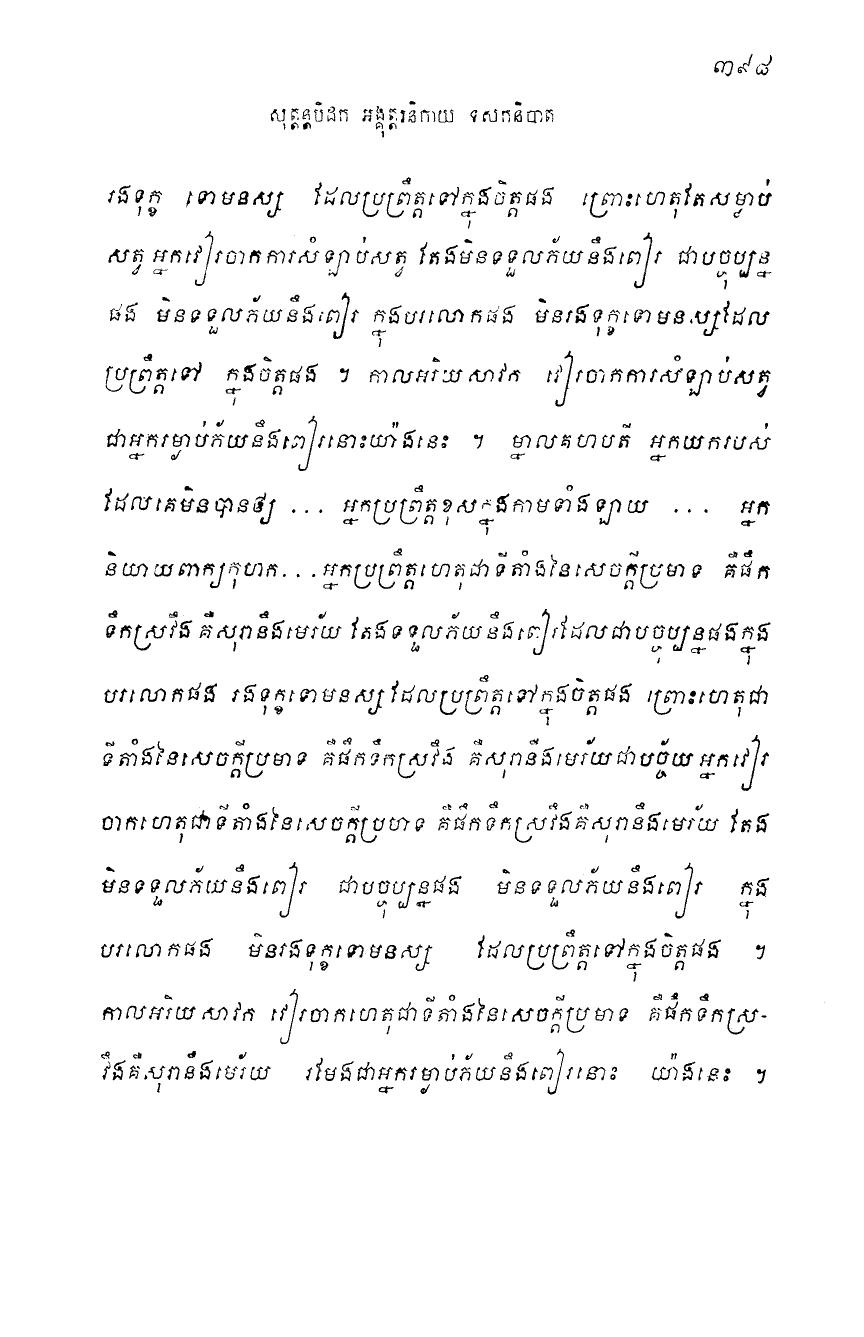 ៣៩៨
សុត្តន្តបិដក អង្គុត្តរនិកាយ ទសកនិបាត
រងទុក្ខ ទោមនស្ស ដែលប្រព្រឹត្តទៅក្នុងចិត្តផង ព្រោះហេតុតែសម្លាប់
សត្វ អ្នកវៀរចាកការសំឡាប់សត្វ តែងមិនទទួលភ័យនឹងពៀរ ជាបច្ចុប្បន្ន
ផង មិនទទួលភ័យនឹងពៀរ ក្នុងបរលោកផង មិនរងទុក្ខទោមនស្សដែល
ប្រព្រឹត្តទៅ ក្នុងចិត្តផង ។ កាលអរិយសាវក វៀរចាកការសំឡាប់សត្វ
ជាអ្នករម្ងាប់ភ័យនឹងពៀរនោះយ៉ាងនេះ ។ ម្នាលគហបតី អ្នកយករបស់
ដែលគេមិនបានឲ្យ ... អ្នកប្រព្រឹត្តខុសក្នុងកាមទាំងឡាយ ... អ្នក
និយាយពាក្យកុហក...អ្នកប្រព្រឹត្តហេតុជាទីតាំងនៃសេចក្តីប្រមាទ គឺផឹក
ទឹកស្រវឹង គឺសុរានឹងមេរ័យ តែងទទួលភ័យនឹងពៀរដែលជាបច្ចុប្បន្នផងក្នុង
បរលោកផង រងទុក្ខទោមនស្សដែលប្រព្រឹត្តទៅក្នុងចិត្តផង ព្រោះហេតុជា
ទីតាំងនៃសេចក្តីប្រមាទ គឺផឹកទឹកស្រវឹង គឺសុរានឹងមេរ័យជាបច្ច័យ អ្នកវៀរ
ចាកហេតុជាទីតាំងនៃសេចក្តីប្រហទ គឺផឹកទឹកស្រវឹងគឺសុរានឹងមេរ័យ តែង
មិនទទួលភ័យនឹងពៀរ ជាបច្ចុប្បន្នផង មិនទទួលភ័យនឹងពៀរ ក្នុង
បរលោកផង មិនរងទុក្ខទោមនស្ស ដែលប្រព្រឹត្តទៅក្នុងចិត្តផង ។
កាលអរិយសាវក វៀរចាកហេតុជាទីតាំងនៃសេចក្តីប្រមាទ គឺផឹកទឹកស្រ-
វឹងគឺសុរានឹងមេរ័យ រមែងជាអ្នករម្ងាប់ភ័យនឹងពៀរនោះ យ៉ាងនេះ ។